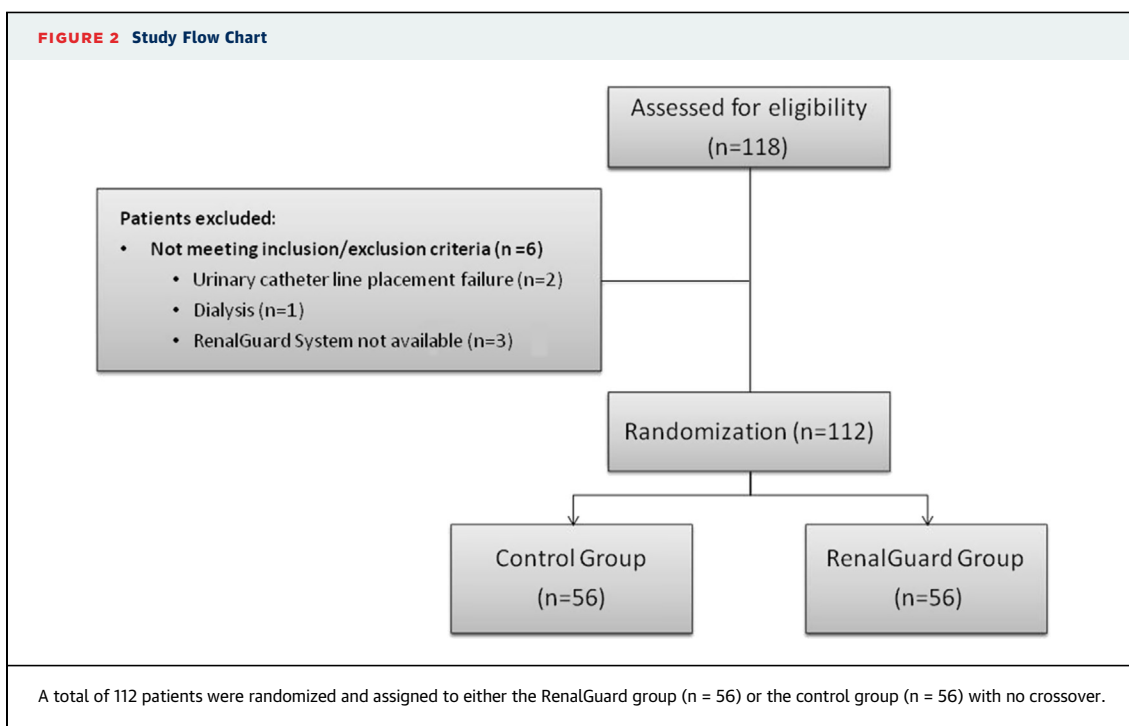 FIGURE 2 Study Flow Chart
Assessed for eligibility
(n=118)
Patients excluded:
• Not meeting inclusion/exclusion criteria (n =6)
• Urinary catheter line placement failure (n=2)
• Dialysis (n=1)
• RenalGuard System not available (n=3)
Randomization (n=112)
Control Group
(n=56)
RenalGuard Group
(n=56)
A total of 112 patients were randomized and assigned to either the RenalGuard group (n = 56) or the control group (n = 56) with no crossover.